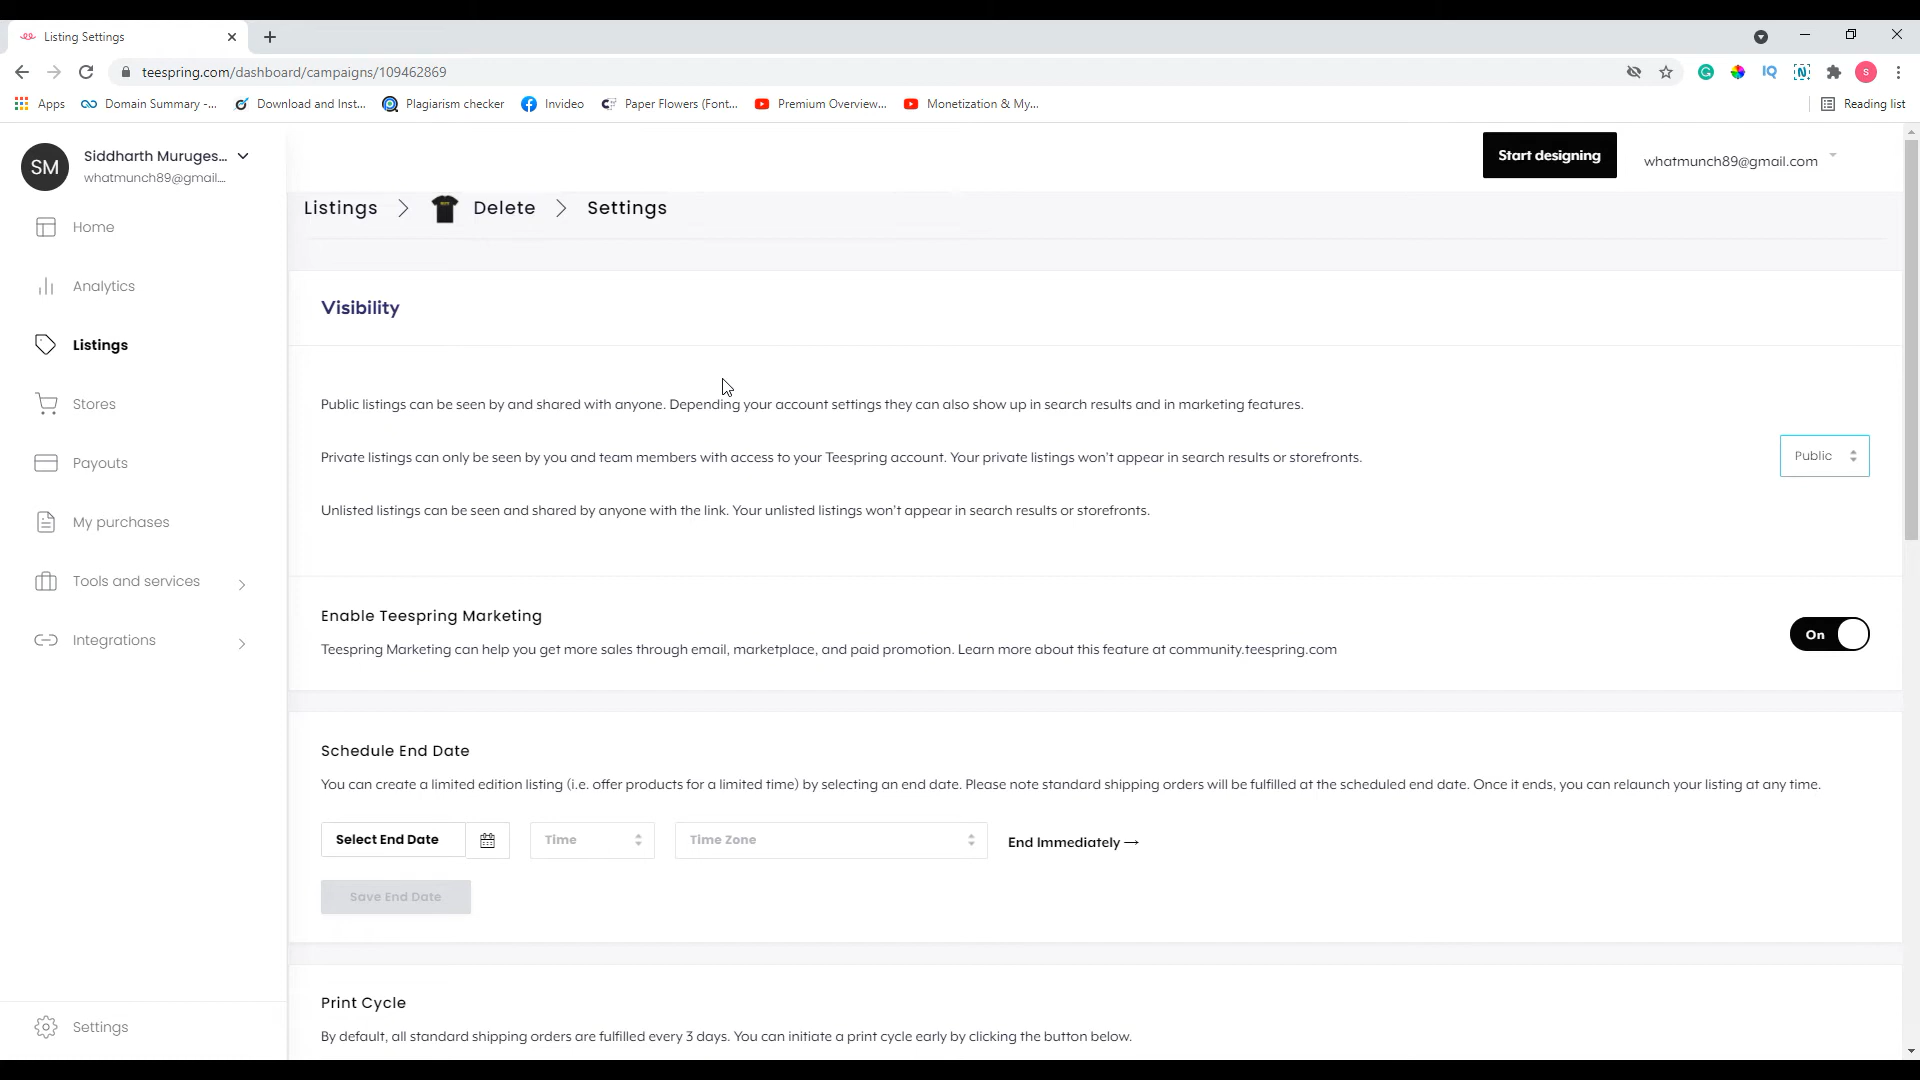 Listing Settings
teespring.com/dashboard/campaigns/109462869
Apps
Domain Summary -...
Download and Inst...
Plagiarism checker
Invideo
Paper Flowers (Font...
Premium Overview...
Monetization & My...
Reading list
SM
Siddharth Muruges...
whatmunch89@gmail....
Home
Analytics
Listings
Stores
Payouts
My purchases
Tools and services
Integrations
Settings
Start designing
whatmunch89@gmail.com
Listings
Delete
Settings
Visibility
Public listings can be seen by and shared with anyone. Depending your account settings they can also show up in search results and in marketing features.
Private listings can only be seen by you and team members with access to your Teespring account. Your private listings won't appear in search results or storefronts.
Unlisted listings can be seen and shared by anyone with the link. Your unlisted listings won't appear in search results or storefronts.
Public
Enable Teespring Marketing
Teespring Marketing can help you get more sales through email, marketplace, and paid promotion. Learn more about this feature at community.teespring.com
On
Schedule End Date
You can create a limited edition listing (i.e. offer products for a limited time) by selecting an end date. Please note standard shipping orders will be fulfilled at the scheduled end date. Once it ends, you can relaunch your listing at any time.
Select End Date
Time
Time Zone
End Immediately →
Save End Date
Print Cycle
By default, all standard shipping orders are fulfilled every 3 days. You can initiate a print cycle early by clicking the button below.